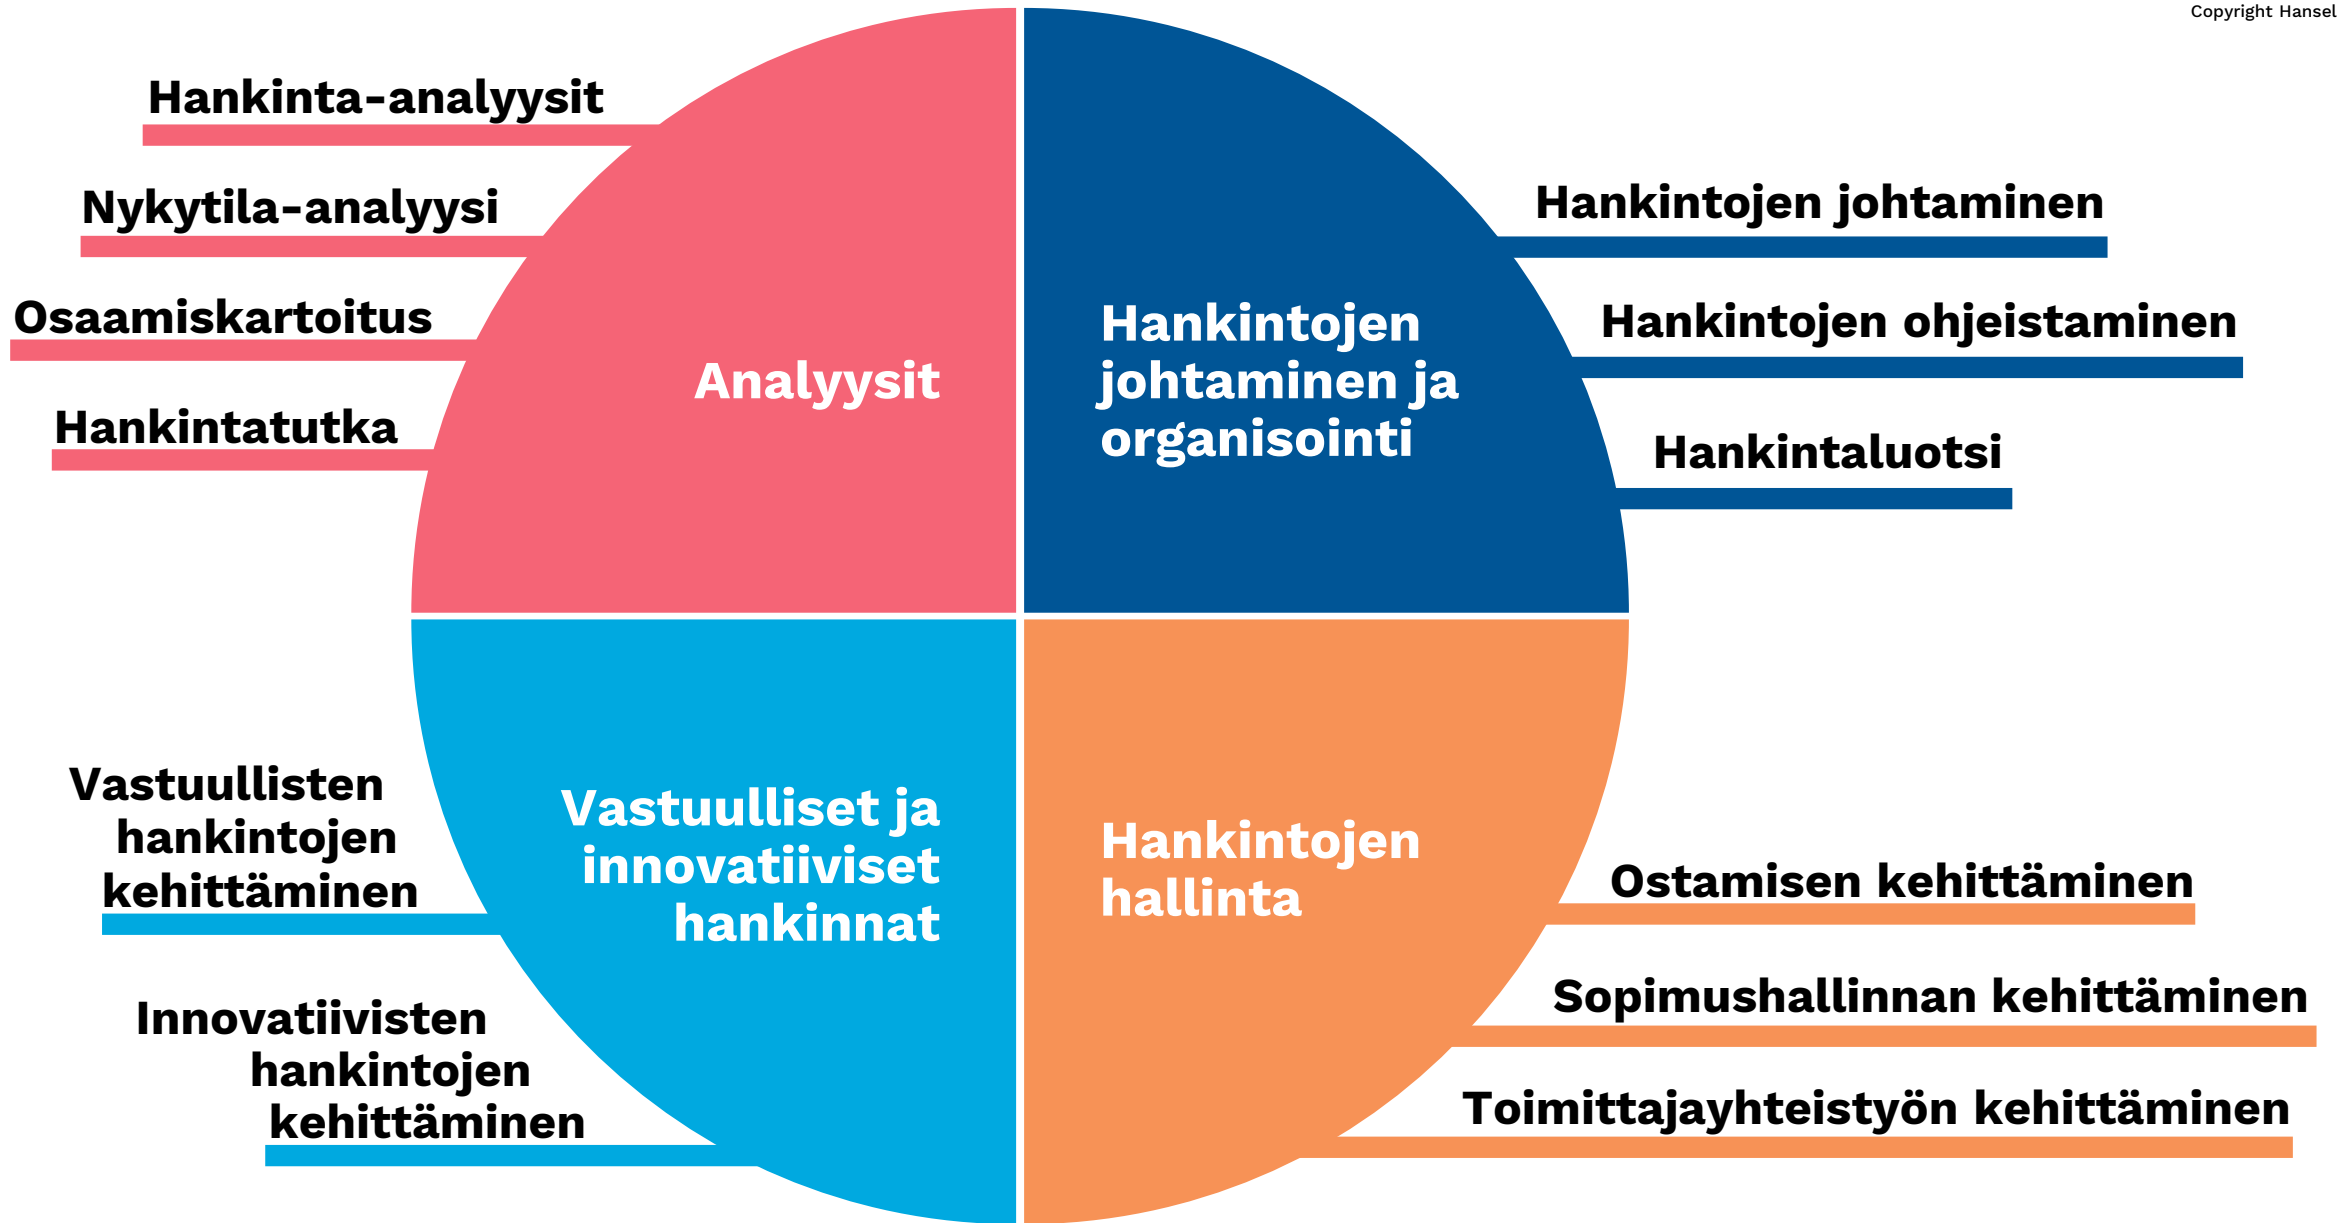 Copyright Hansel
Hankinta-analyysit
Nykytila-analyysi
Osaamiskartoitus
Hankintatutka
Analyysit
Hankintojen
johtaminen ja
organisointi
Hankintojen johtaminen
Hankintojen ohjeistaminen
Hankintaluotsi
Vastuullisten
hankintojen
kehittäminen
Innovatiivisten
hankintojen
kehittäminen
Vastuulliset ja
innovatiiviset
hankinnat
Hankintojen
hallinta
Ostamisen kehittäminen
Sopimushallinnan kehittäminen
Toimittajayhteistyön kehittäminen